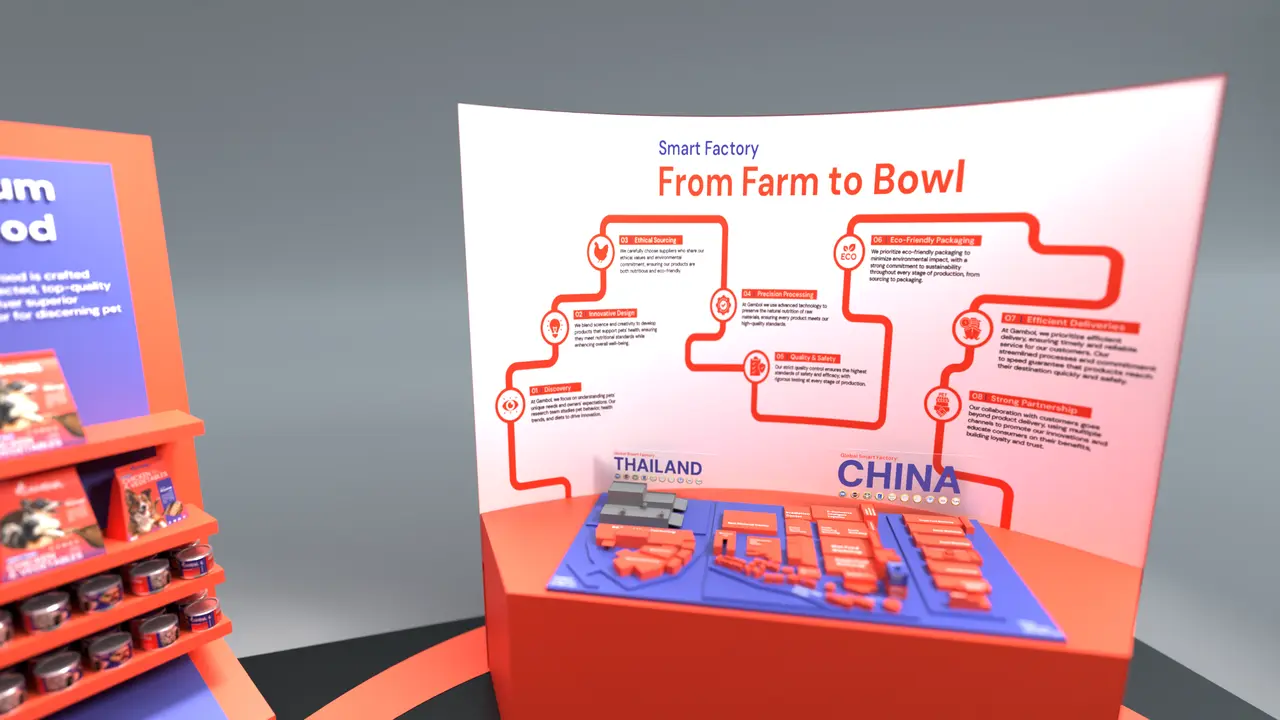 um
ood
eed is crafted
ected, top-quality
ver superior
for your dearest pet
Smart Factory
From Farm to Bowl
03 Ethical Sourcing
We carefully choose suppliers who share our
ethical values and environmental
commitment, ensuring our products are
both nutritious and eco-friendly.
02 Innovative Design
We blend science and creativity to develop
products that support pets' health, ensuring
they meet nutritional standards while
enhancing overall well-being.
01 Discovery
At Gambol, we focus on understanding pets'
unique needs and owners' expectations. Our
research team studies pet behavior, health
trends, and diets to drive innovation.
04 Precision Processing
At Gambol we use advanced technology to
preserve the natural nutrition of raw
materials, ensuring every product meets our
high-quality standards.
05 Quality & Safety
Our strict quality control ensures the highest
standards of safety and efficacy, with
rigorous testing at every stage of production.
ECO
06 Eco-Friendly Packaging
We prioritize eco-friendly packaging to
minimize environmental impact, with a
strong commitment to sustainability
throughout every stage of production, from
sourcing to packaging.
07 Efficient Deliveries
At Gambol, we prioritize efficient
delivery, ensuring timely and reliable
service for our customers. Our
streamlined processes and commitment
to speed guarantee that products reach
their destination quickly and safely.
08 Strong Partnership
Our collaboration with customers goes
beyond product delivery, using multiple
channels to promote our innovations and
educate consumers on their benefits,
building loyalty and trust.
Global Smart Factory
THAILAND
Global Smart Factory
CHINA
CHICKEN &
VEGETABLES